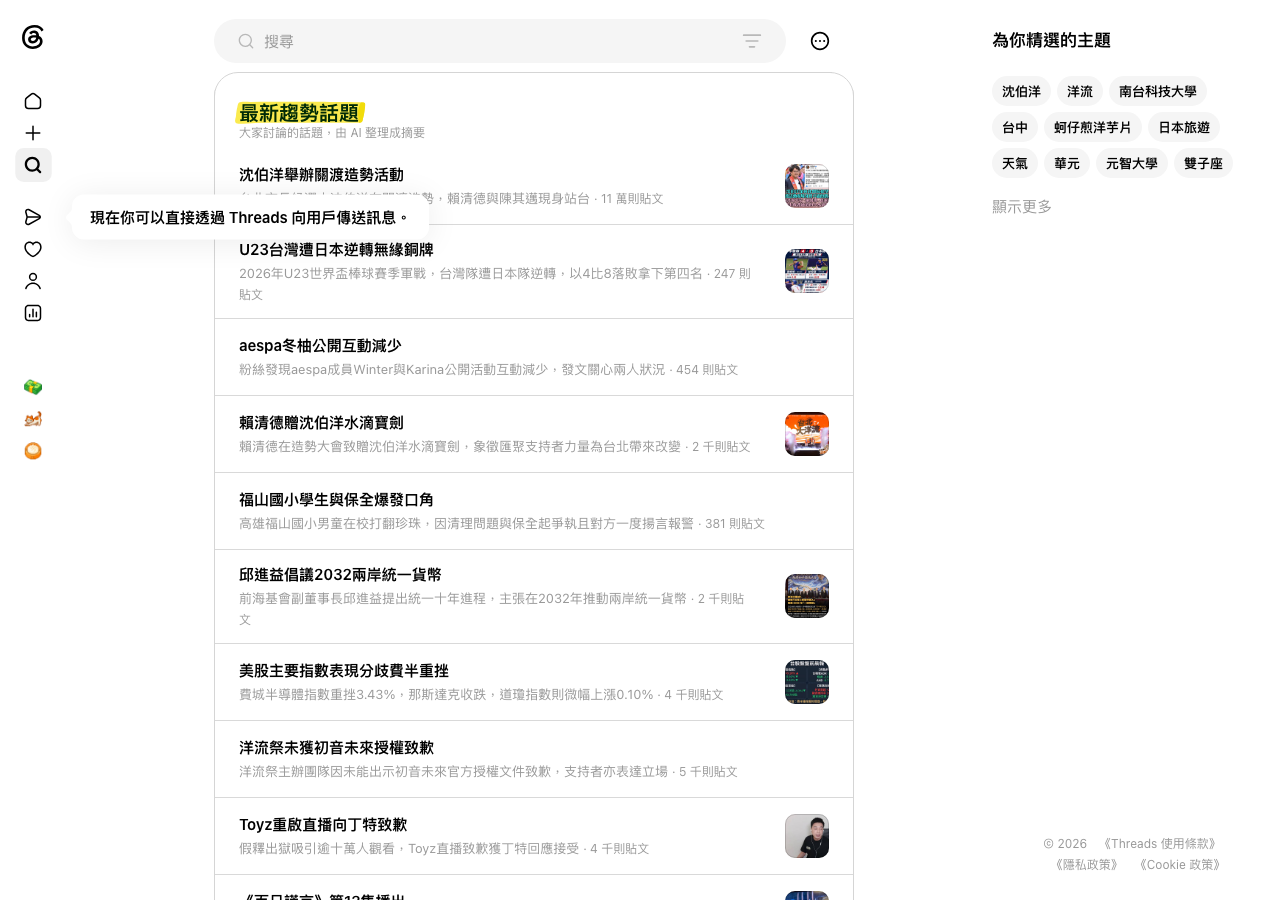 搜尋
最新趨勢話題
大家討論的話題，由 AI 整理成摘要
沈伯洋舉辦關渡造勢活動
勢，賴清德與陳其邁現身站台 · 11 萬則貼文
現在你可以直接透過 Threads 向用戶傳送訊息。
U23台灣遭日本逆轉無緣銅牌
2026年U23世界盃棒球賽季軍戰，台灣隊遭日本隊逆轉，以4比8落敗拿下第四名 · 247 則
貼文
aespa冬柚公開互動減少
粉絲發現aespa成員Winter與Karina公開活動互動減少，發文關心兩人狀況 · 454 則貼文
賴清德贈沈伯洋水滴寶劍
賴清德在造勢大會致贈沈伯洋水滴寶劍，象徵匯聚支持者力量為台北帶來改變 · 2 千則貼文
福山國小學生與保全爆發口角
高雄福山國小男童在校打翻珍珠，因清理問題與保全起爭執且對方一度揚言報警 · 381 則貼文
邱進益倡議2032兩岸統一貨幣
前海基會副董事長邱進益提出統一十年進程，主張在2032年推動兩岸統一貨幣 · 2 千則貼
文
美股主要指數表現分歧費半重挫
費城半導體指數重挫3.43%，那斯達克收跌，道瓊指數則微幅上漲0.10% · 4 千則貼文
洋流祭未獲初音未來授權致歉
洋流祭主辦團隊因未能出示初音未來官方授權文件致歉，支持者亦表達立場 · 5 千則貼文
Toyz重啟直播向丁特致歉
假釋出獄吸引逾十萬人觀看，Toyz直播致歉獲丁特回應接受 · 4 千則貼文
為你精選的主題
沈伯洋 洋流 南台科技大學
台中 蚵仔煎洋芋片 日本旅遊
天氣 華元 元智大學 雙子座
顯示更多
© 2026 《Threads 使用條款》
《隱私政策》 《Cookie 政策》